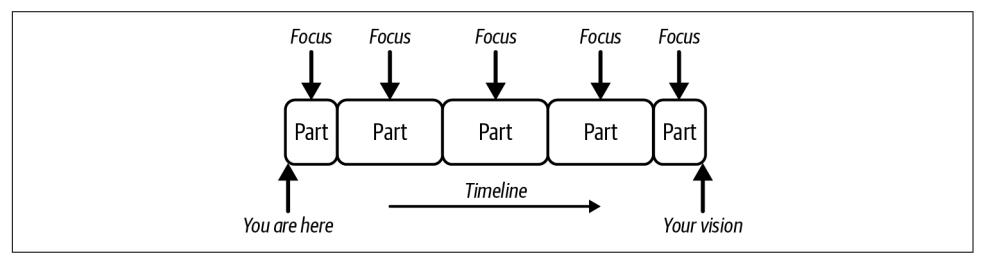 Focus Focus Focus Focus Focus
Part Part Part Part Part
Timeline
You are here Your vision